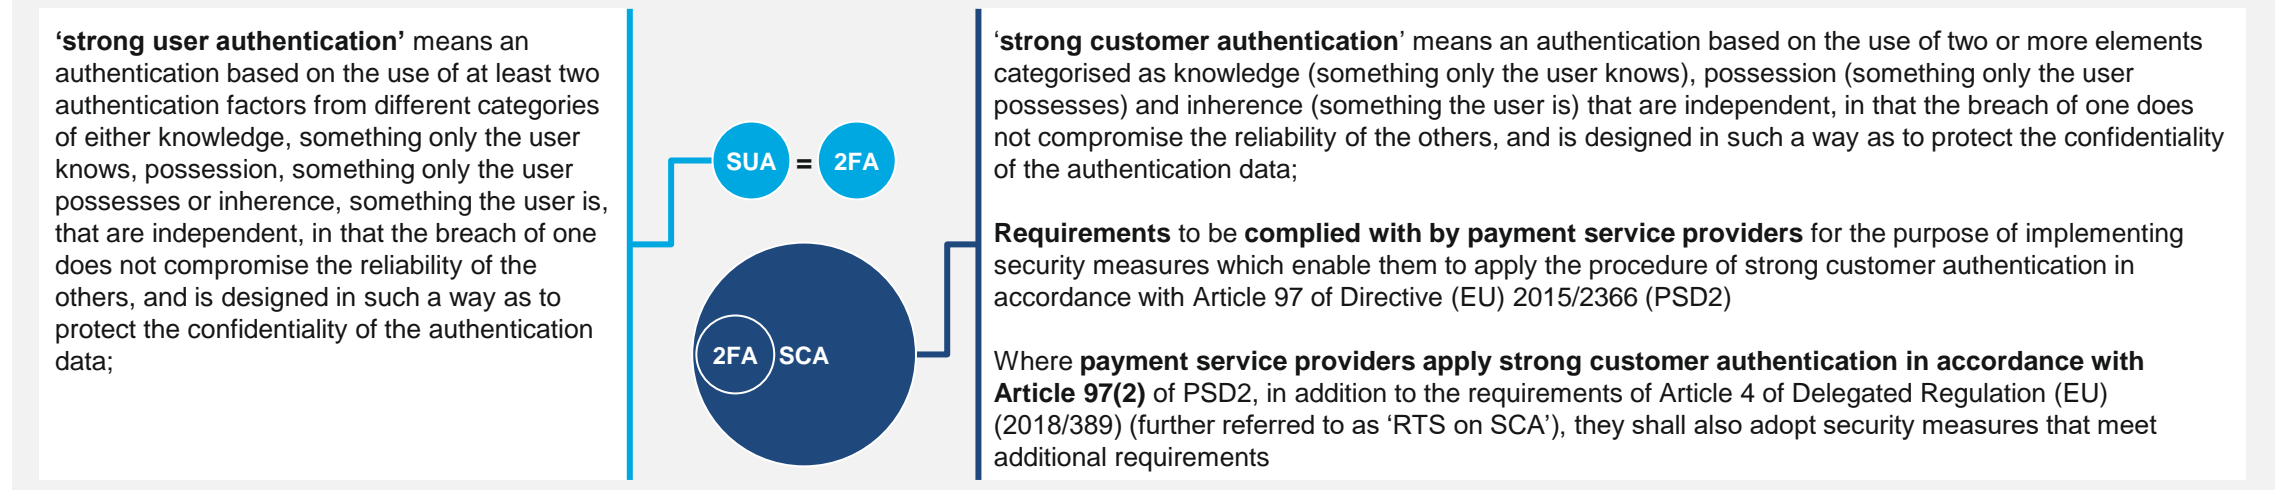 ‘strong user authentication’ means an
authentication based on the use of at least two
authentication factors from different categories
of either knowledge, something only the user
knows, possession, something only the user
possesses or inherence, something the user is,
that are independent, in that the breach of one
does not compromise the reliability of the
others, and is designed in such a way as to
protect the confidentiality of the authentication
data;
SUA = 2FA
2FA SCA
‘strong customer authentication’ means an authentication based on the use of two or more elements
categorised as knowledge (something only the user knows), possession (something only the user
possesses) and inherence (something the user is) that are independent, in that the breach of one does
not compromise the reliability of the others, and is designed in such a way as to protect the confidentiality
of the authentication data;
Requirements to be complied with by payment service providers for the purpose of implementing
security measures which enable them to apply the procedure of strong customer authentication in
accordance with Article 97 of Directive (EU) 2015/2366 (PSD2)
Where payment service providers apply strong customer authentication in accordance with
Article 97(2) of PSD2, in addition to the requirements of Article 4 of Delegated Regulation (EU)
(2018/389) (further referred to as ‘RTS on SCA’), they shall also adopt security measures that meet
additional requirements